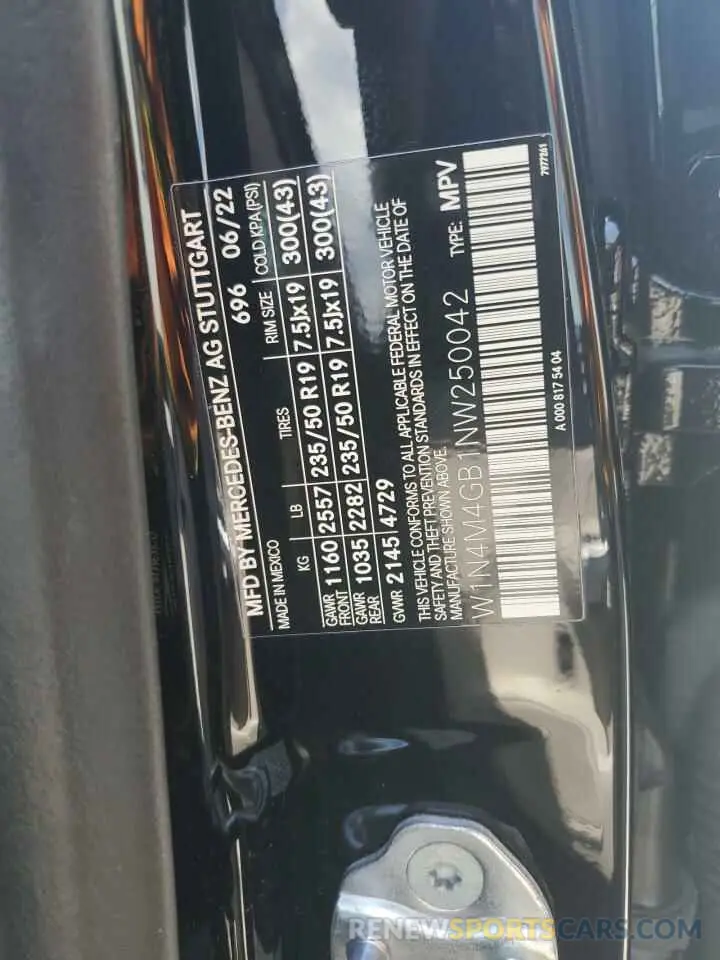 MFD BY MERCEDES-BENZ AG STUTTGART
MADE IN MEXICO 696 06/22
KG LB TIRES RIM SIZE COLD KPA(PSI)
GAWR FRONT 1160 2557 235/50 R19 7.5Jx19 300(43)
GAWR REAR 1035 2282 235/50 R19 7.5Jx19 300(43)
GVWR 2145 4729
THIS VEHICLE CONFORMS TO ALL APPLICABLE FEDERAL MOTOR VEHICLE
SAFETY AND THEFT PREVENTION STANDARDS IN EFFECT ON THE DATE OF
MANUFACTURE SHOWN ABOVE.
W1N4M4GB1NW250042 TYPE: MPV
A 000 817 54 04
RENEWSPORTSCARS.COM